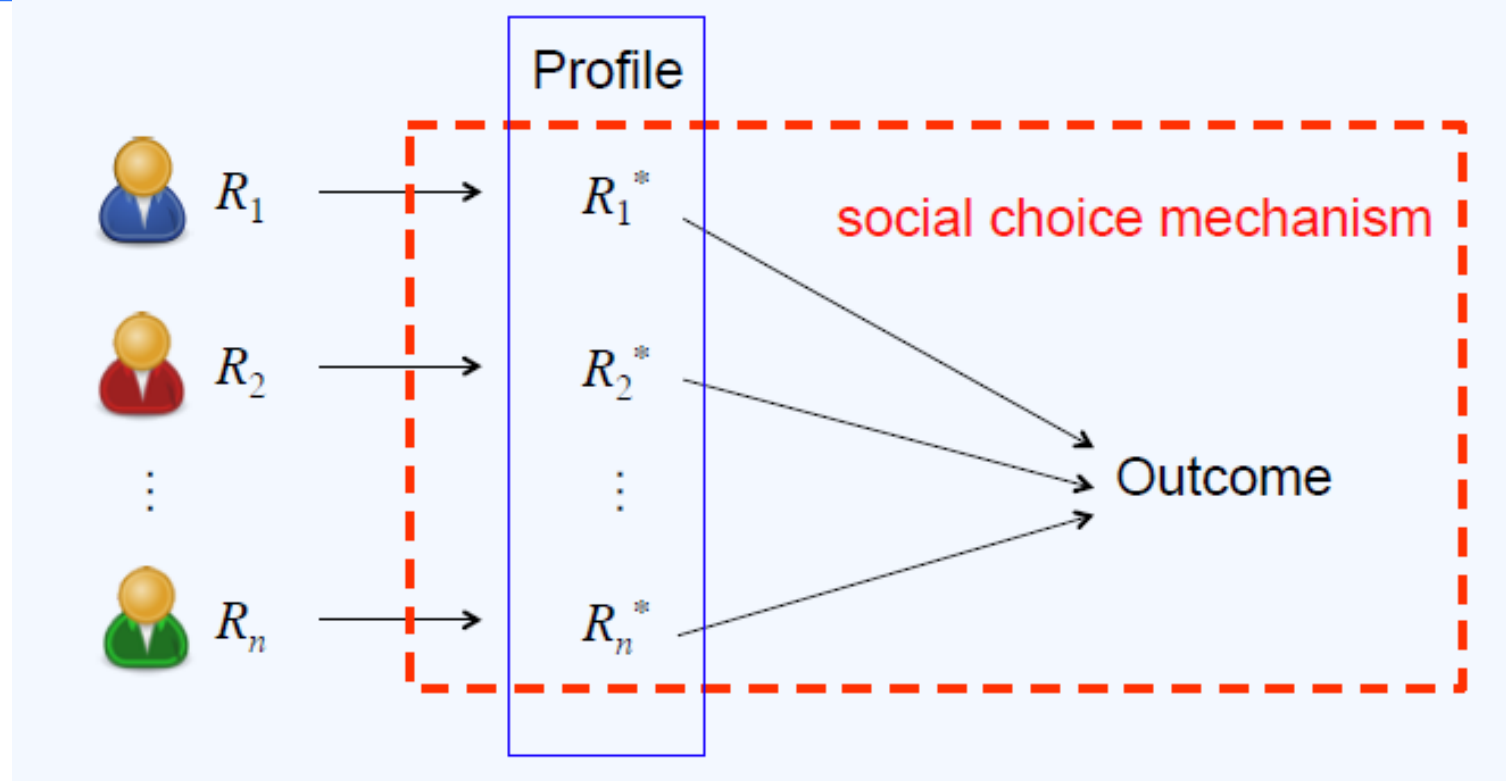 Profile
R₁ R₁*
social choice mechanism
R₂ R₂*
⋮ ⋮
Outcome
Rₙ Rₙ*